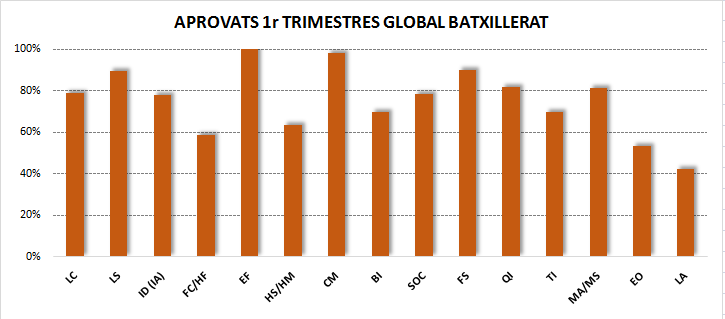 APROVATS 1r TRIMESTRES GLOBAL BATXILLERAT
100%
80%
60%
40%
20%
0%
LC
LS
ID (IA)
FC/HF
EF
HS/HM
CM
BI
SOC
FS
QI
TI
MA/MS
EO
LA